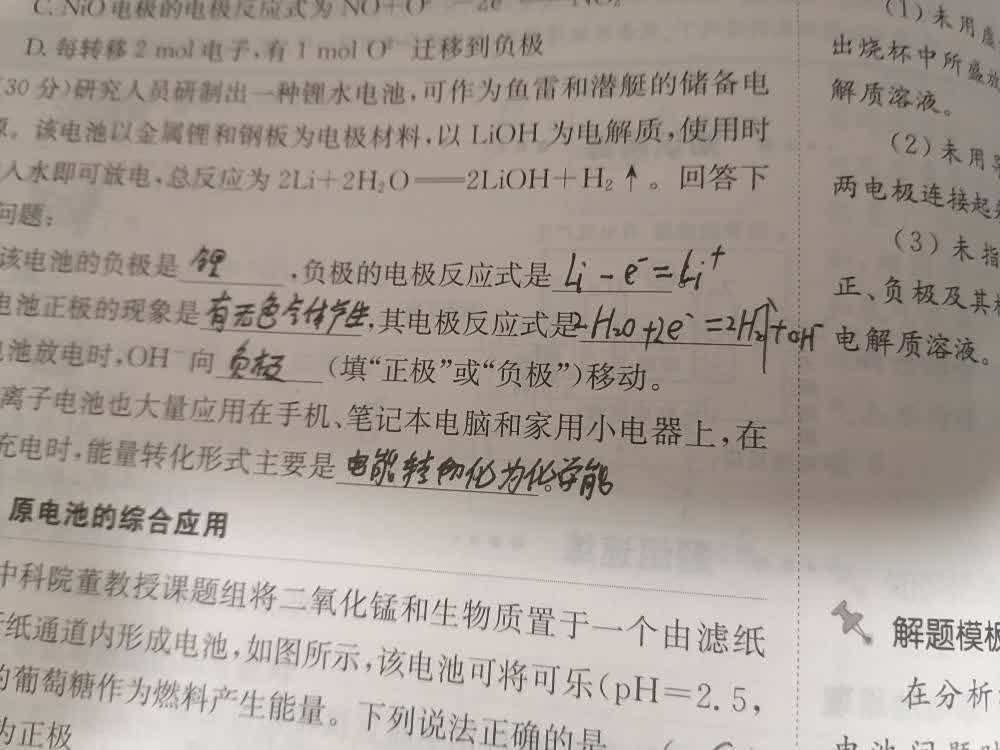 C. NiO电极的电极反应式为 NO+O²⁻-2e⁻
D. 每转移 2 mol 电子,有 1 mol O²⁻ 迁移到负极
(30 分)研究人员研制出一种锂水电池,可作为鱼雷和潜艇的储备电
。该电池以金属锂和钢板为电极材料,以 LiOH 为电解质,使用时
入水即可放电,总反应为 2Li+2H₂O══2LiOH+H₂↑。回答下
问题:
该电池的负极是 锂 ,负极的电极反应式是 Li-e⁻=Li⁺
电池正极的现象是 有无色气体产生,其电极反应式是 2H₂O+2e⁻=2H₂↑+OH⁻
池放电时,OH⁻向 负极 (填“正极”或“负极”)移动。
离子电池也大量应用在手机、笔记本电脑和家用小电器上,在
充电时,能量转化形式主要是 电能转化为化学能。
原电池的综合应用
中科院董教授课题组将二氧化锰和生物质置于一个由滤纸
纸通道内形成电池,如图所示,该电池可将可乐(pH=2.5,
的葡萄糖作为燃料产生能量。下列说法正确的是
为正极
(1)未用
出烧杯中所盛
解质溶液。
(2)未用
两电极连接起
(3)未指
正、负极及其
电解质溶液。
解题模板
在分析